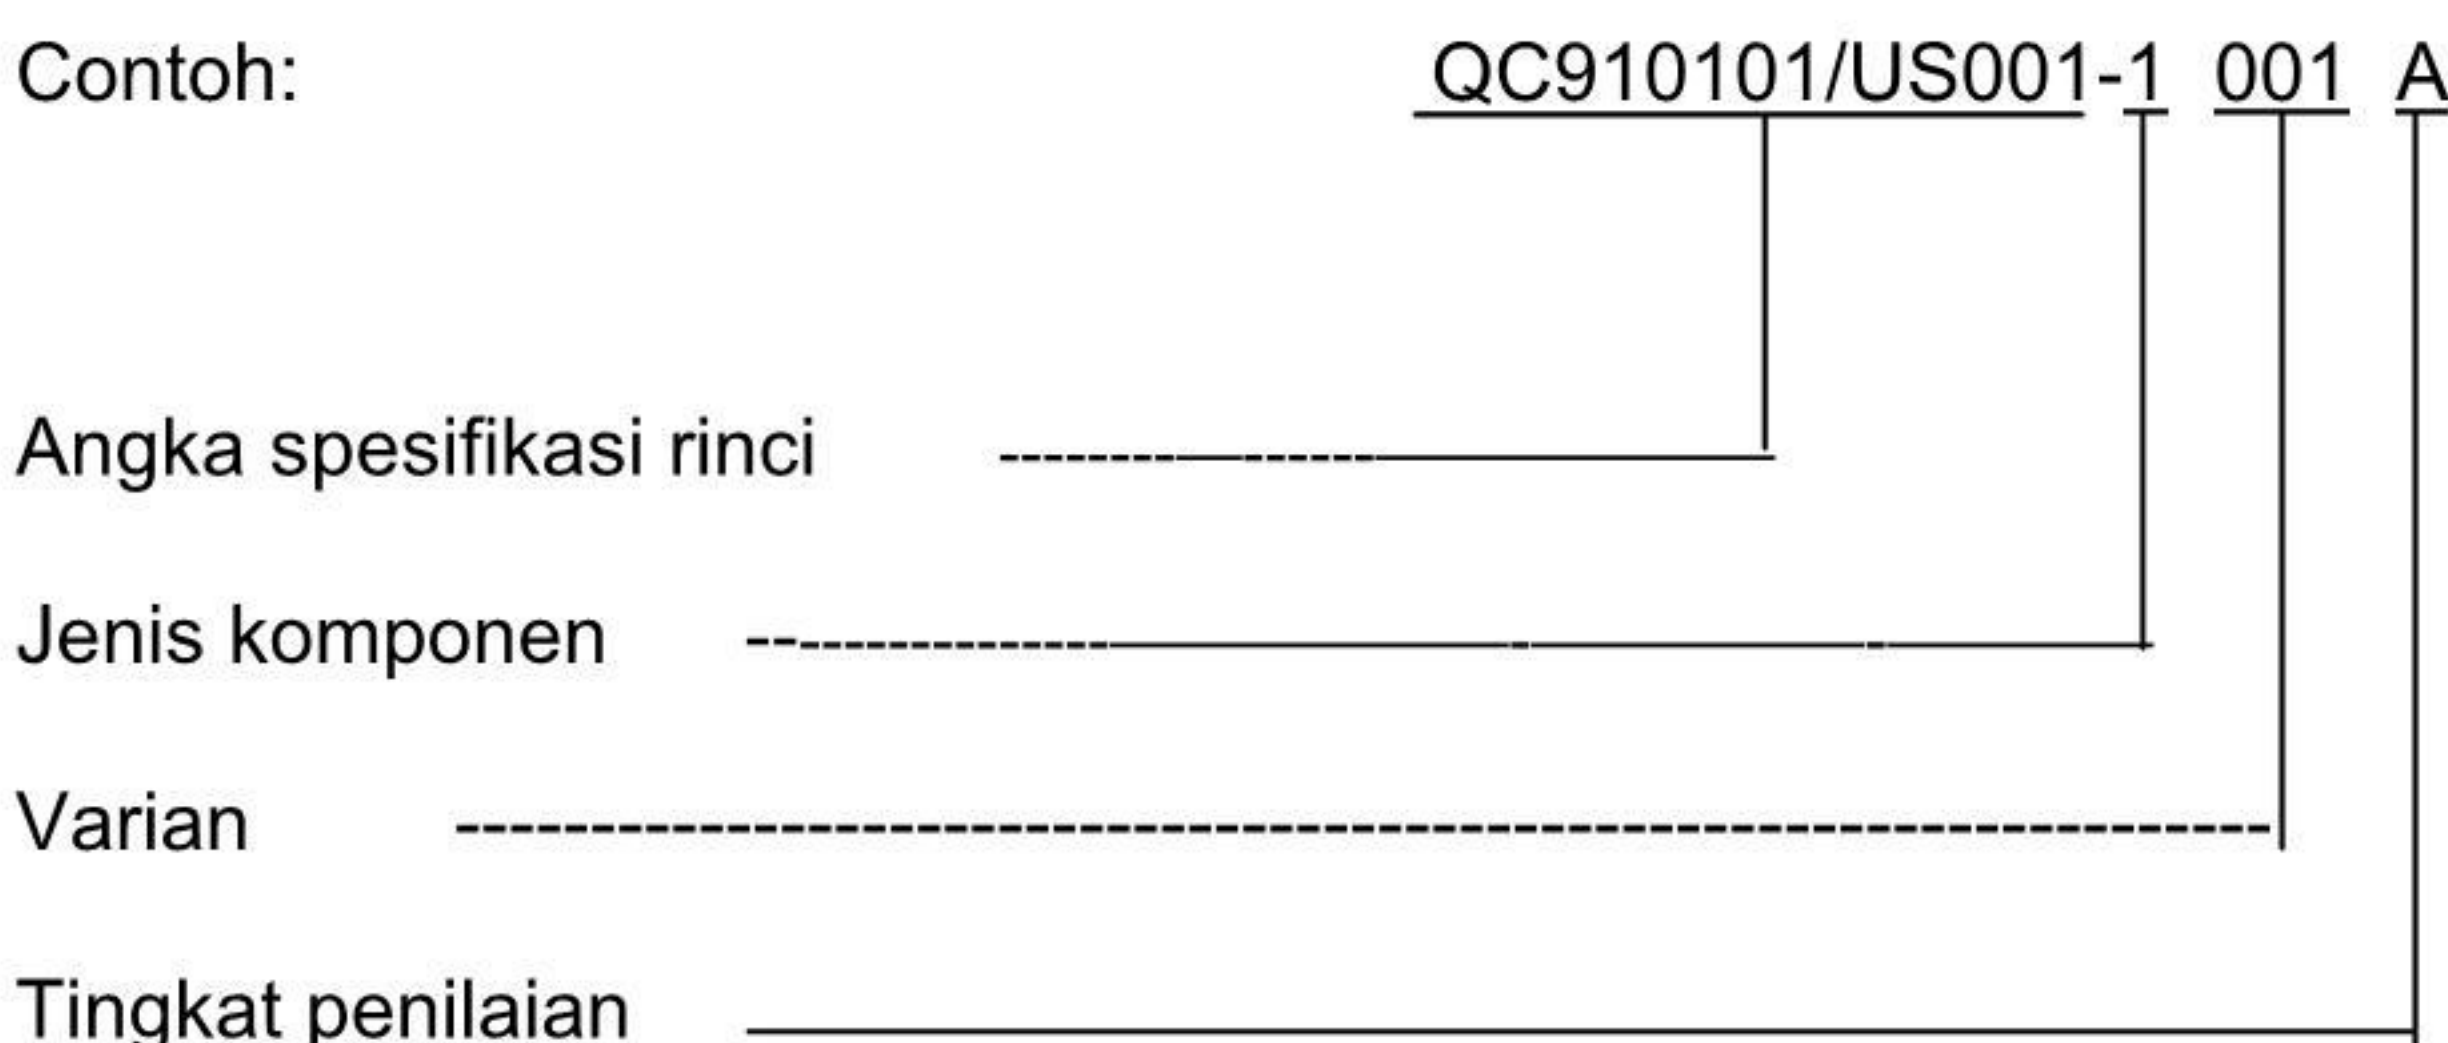 Contoh: QC910101/US001-1 001 A
Angka spesifikasi rinci
Jenis komponen
Varian
Tingkat penilaian